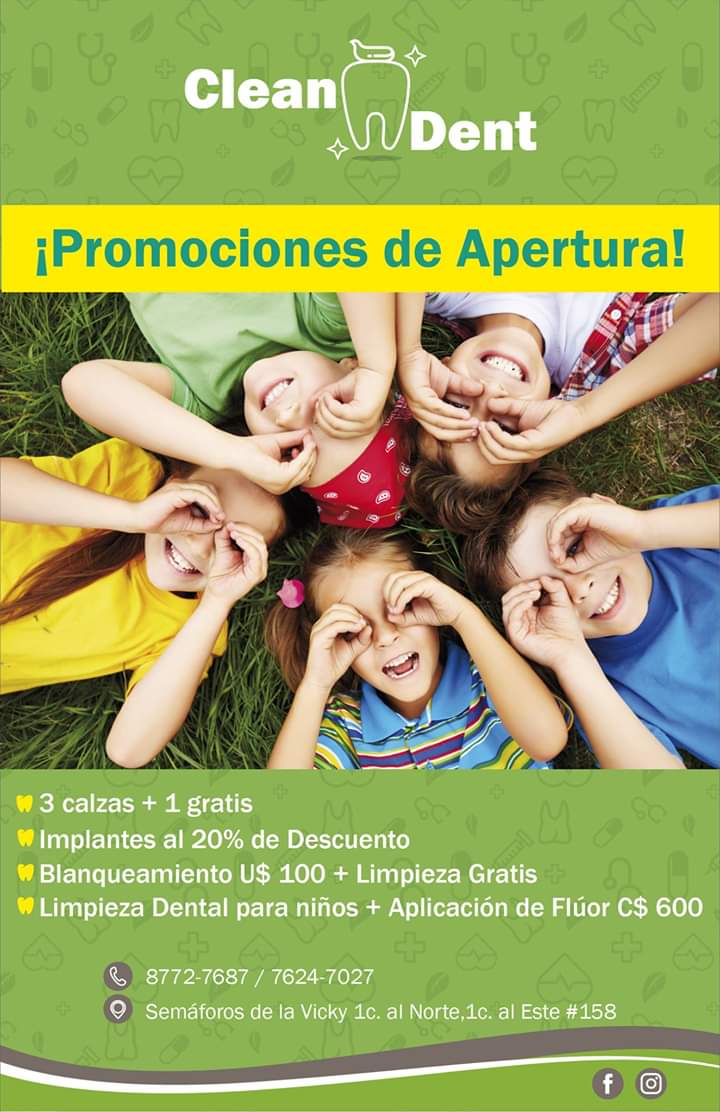 Clean
Dent
¡Promociones de Apertura!
3 calzas + 1 gratis
Implantes al 20% de Descuento
Blanqueamiento U$ 100 + Limpieza Gratis
Limpieza Dental para niños + Aplicación de Flúor C$ 600
8772-7687 / 7624-7027
Semáforos de la Vicky 1c. al Norte,1c. al Este #158